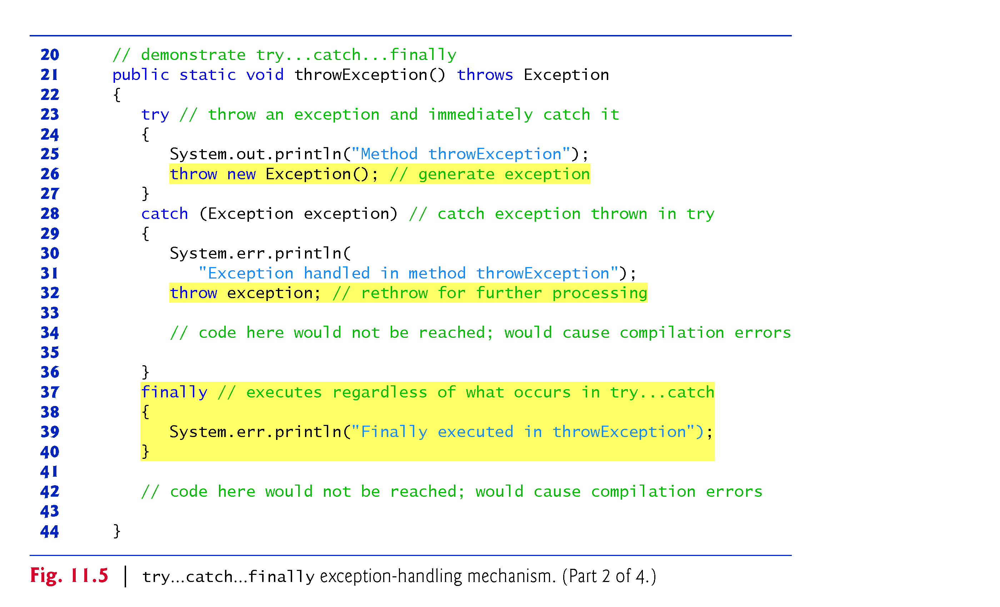 20 // demonstrate try...catch...finally
21 public static void throwException() throws Exception
22 {
23 try // throw an exception and immediately catch it
24 {
25 System.out.println("Method throwException");
26 throw new Exception(); // generate exception
27 }
28 catch (Exception exception) // catch exception thrown in try
29 {
30 System.err.println(
31 "Exception handled in method throwException");
32 throw exception; // rethrow for further processing
33
34 // code here would not be reached; would cause compilation errors
35
36 }
37 finally // executes regardless of what occurs in try...catch
38 {
39 System.err.println("Finally executed in throwException");
40 }
41
42 // code here would not be reached; would cause compilation errors
43
44 }
Fig. 11.5 | try...catch...finally exception-handling mechanism. (Part 2 of 4.)